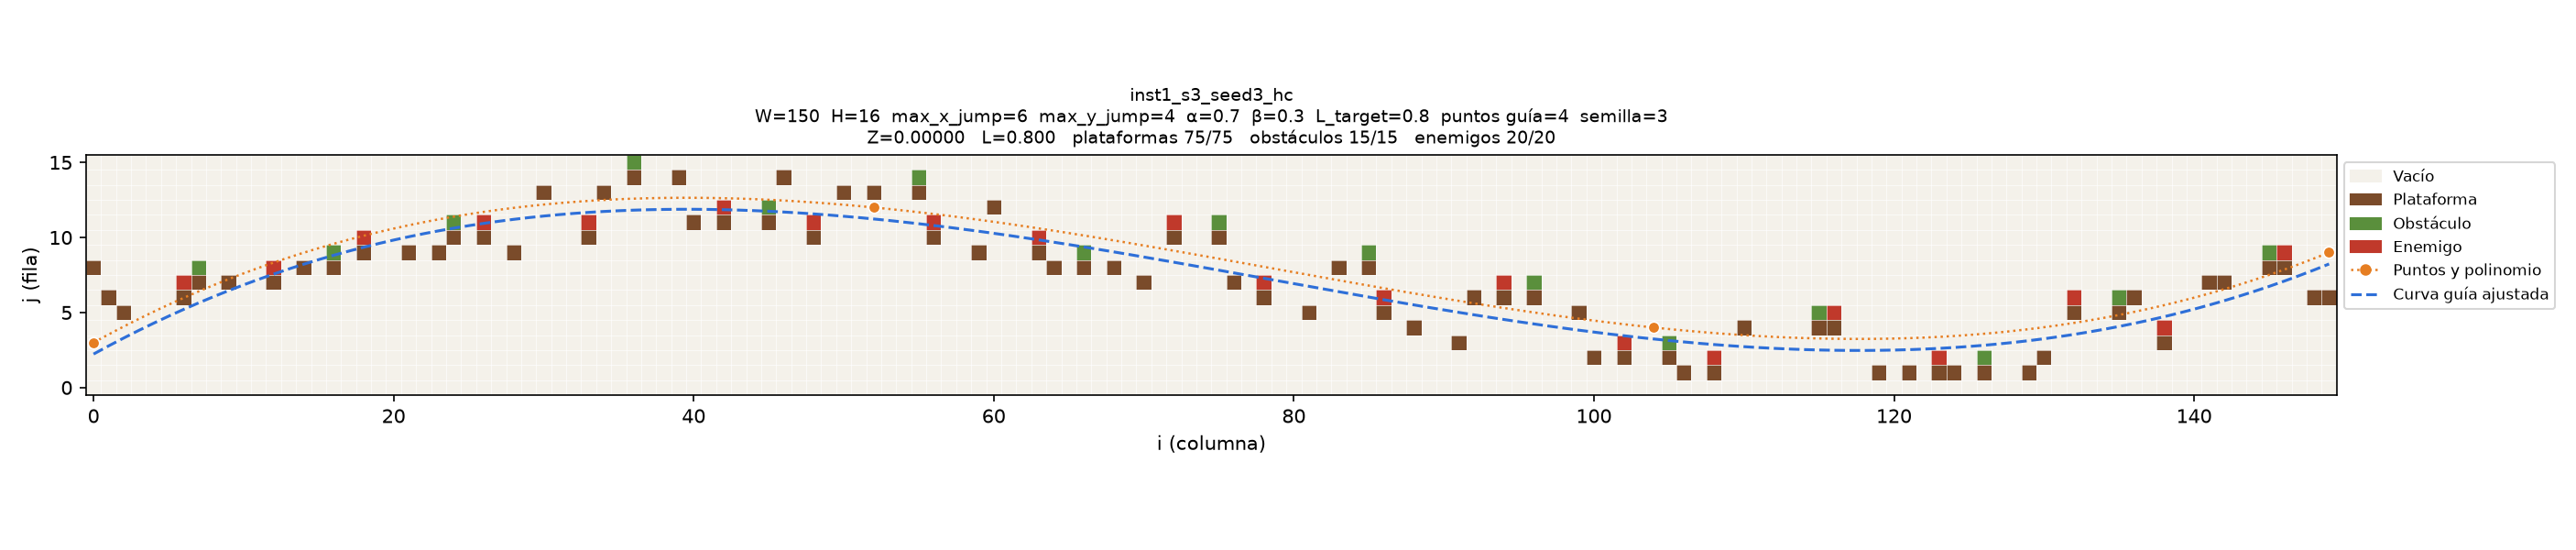 inst1_s3_seed3_hc
W=150 H=16 max_x_jump=6 max_y_jump=4 α=0.7 β=0.3 L_target=0.8 puntos guía=4 semilla=3
Z=0.00000 L=0.800 plataformas 75/75 obstáculos 15/15 enemigos 20/20
15
10
5
0
j (fila)
0 20 40 60 80 100 120 140
i (columna)
Vacío
Plataforma
Obstáculo
Enemigo
Puntos y polinomio
Curva guía ajustada